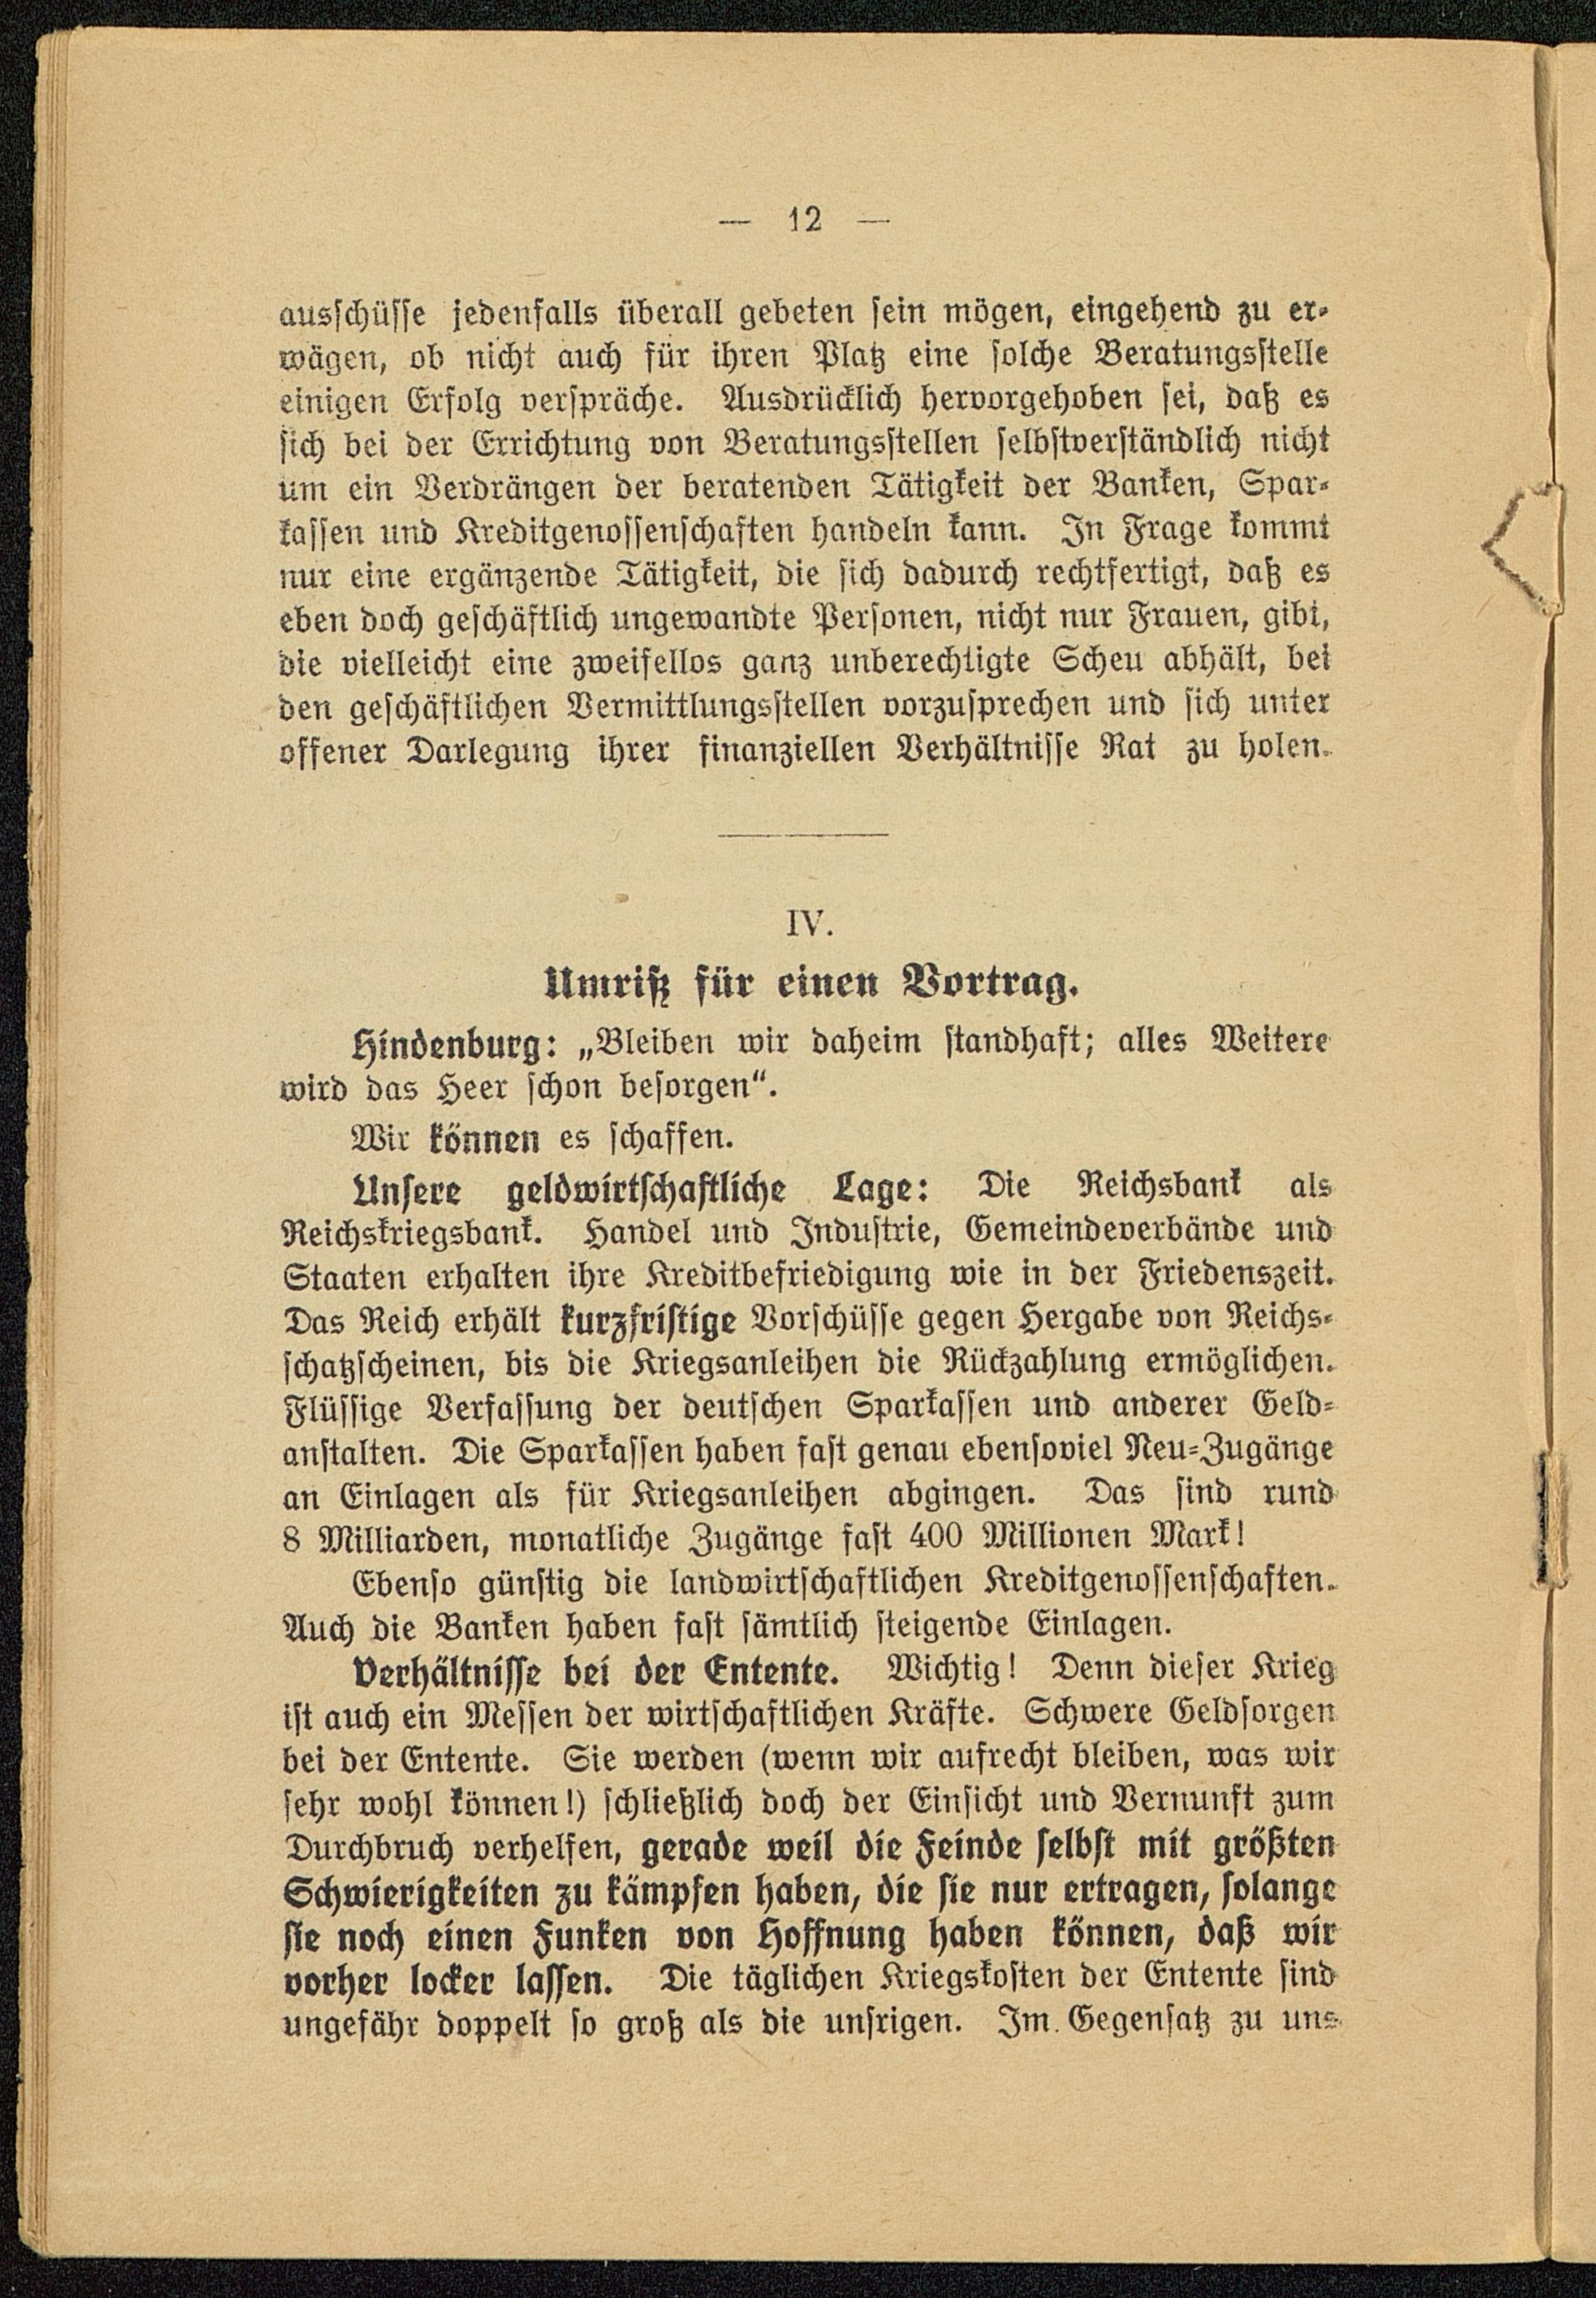 — 12 —
ausschüsse jedenfalls überall gebeten sein mögen, eingehend zu er-
wägen, ob nicht auch für ihren Platz eine solche Beratungsstelle
einigen Erfolg verspräche. Ausdrücklich hervorgehoben sei, daß es
sich bei der Errichtung von Beratungsstellen selbstverständlich nicht
um ein Verdrängen der beratenden Tätigkeit der Banken, Spar-
kassen und Kreditgenossenschaften handeln kann. In Frage kommt
nur eine ergänzende Tätigkeit, die sich dadurch rechtfertigt, daß es
eben doch geschäftlich ungewandte Personen, nicht nur Frauen, gibt,
die vielleicht eine zweifellos ganz unberechtigte Scheu abhält, bei
den geschäftlichen Vermittlungsstellen vorzusprechen und sich unter
offener Darlegung ihrer finanziellen Verhältnisse Rat zu holen.
IV.
Umriß für einen Vortrag.
Hindenburg: „Bleiben wir daheim standhaft; alles Weitere
wird das Heer schon besorgen“.
Wir können es schaffen.
Unsere geldwirtschaftliche Lage: Die Reichsbank als
Reichskriegsbank. Handel und Industrie, Gemeindeverbände und
Staaten erhalten ihre Kreditbefriedigung wie in der Friedenszeit.
Das Reich erhält kurzfristige Vorschüsse gegen Hergabe von Reichs-
schatzscheinen, bis die Kriegsanleihen die Rückzahlung ermöglichen.
Flüssige Verfassung der deutschen Sparkassen und anderer Geld-
anstalten. Die Sparkassen haben fast genau ebensoviel Neu-Zugänge
an Einlagen als für Kriegsanleihen abgingen. Das sind rund
8 Milliarden, monatliche Zugänge fast 400 Millionen Mark!
Ebenso günstig die landwirtschaftlichen Kreditgenossenschaften.
Auch die Banken haben fast sämtlich steigende Einlagen.
Verhältnisse bei der Entente. Wichtig! Denn dieser Krieg
ist auch ein Messen der wirtschaftlichen Kräfte. Schwere Geldsorgen
bei der Entente. Sie werden (wenn wir aufrecht bleiben, was wir
sehr wohl können!) schließlich doch der Einsicht und Vernunft zum
Durchbruch verhelfen, gerade weil die Feinde selbst mit größten
Schwierigkeiten zu kämpfen haben, die sie nur ertragen, solange
sie noch einen Funken von Hoffnung haben können, daß wir
vorher locker lassen. Die täglichen Kriegskosten der Entente sind
ungefähr doppelt so groß als die unsrigen. Im Gegensatz zu uns